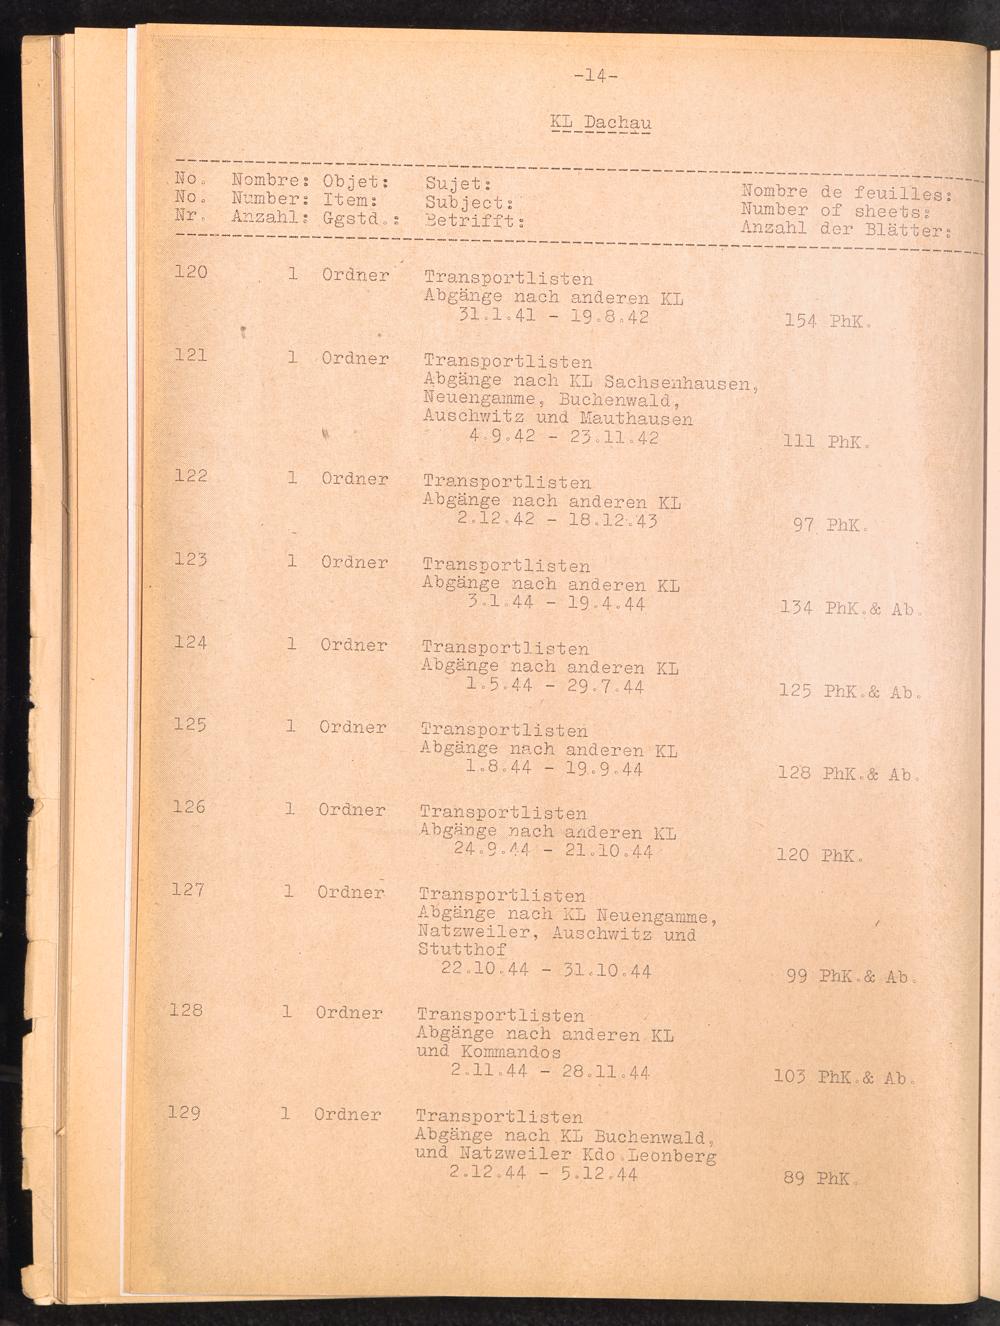 -14-
KL Dachau
No. Nombre: Objet: Sujet: Nombre de feuilles:
No. Number: Item: Subject: Number of sheets:
Nr. Anzahl: Ggstd.: Betrifft: Anzahl der Blätter:
120 1 Ordner Transportlisten
Abgänge nach anderen KL
31.1.41 - 19.8.42 154 PhK.
121 1 Ordner Transportlisten
Abgänge nach KL Sachsenhausen,
Neuengamme, Buchenwald,
Auschwitz und Mauthausen
4.9.42 - 23.11.42 111 PhK.
122 1 Ordner Transportlisten
Abgänge nach anderen KL
2.12.42 - 18.12.43 97 PhK.
123 1 Ordner Transportlisten
Abgänge nach anderen KL
3.1.44 - 19.4.44 134 PhK.& Ab.
124 1 Ordner Transportlisten
Abgänge nach anderen KL
1.5.44 - 29.7.44 125 PhK.& Ab.
125 1 Ordner Transportlisten
Abgänge nach anderen KL
1.8.44 - 19.9.44 128 PhK.& Ab.
126 1 Ordner Transportlisten
Abgänge nach anderen KL
24.9.44 - 21.10.44 120 PhK.
127 1 Ordner Transportlisten
Abgänge nach KL Neuengamme,
Natzweiler, Auschwitz und
Stutthof
22.10.44 - 31.10.44 99 PhK.& Ab.
128 1 Ordner Transportlisten
Abgänge nach anderen KL
und Kommandos
2.11.44 - 28.11.44 103 PhK.& Ab.
129 1 Ordner Transportlisten
Abgänge nach KL Buchenwald,
und Natzweiler Kdo.Leonberg
2.12.44 - 5.12.44 89 PhK.